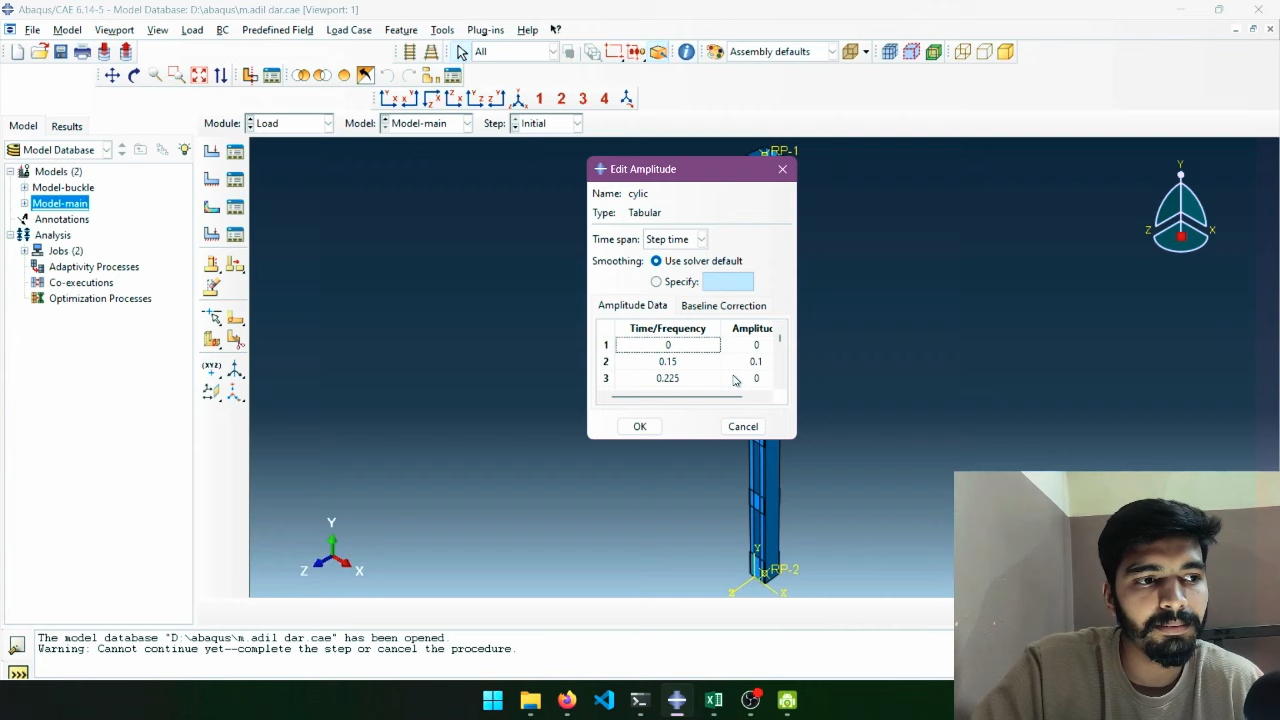 Abaqus/CAE 6.14-5 - Model Database: D:\abaqus\m.adil dar.cae [Viewport: 1]
File Model Viewport View Load BC Predefined Field Load Case Feature Tools Plug-ins Help
All
Assembly defaults
1 2 3 4
Model Results
Module: Load Model: Model-main Step: Initial
Model Database
Models (2)
Model-buckle
Model-main
Annotations
Analysis
Jobs (2)
Adaptivity Processes
Co-executions
Optimization Processes
(XYZ)
RP-1
Edit Amplitude
Name: cylic
Type: Tabular
Time span: Step time
Smoothing: Use solver default
Specify:
Amplitude Data Baseline Correction
Time/Frequency Amplituc
1 0 0
2 0.15 0.1
3 0.225 0
OK Cancel
Y
Z X
Y
Z X
Y
RP-2
Z X
The model database "D:\abaqus\m.adil dar.cae" has been opened.
Warning: Cannot continue yet--complete the step or cancel the procedure.
>>>